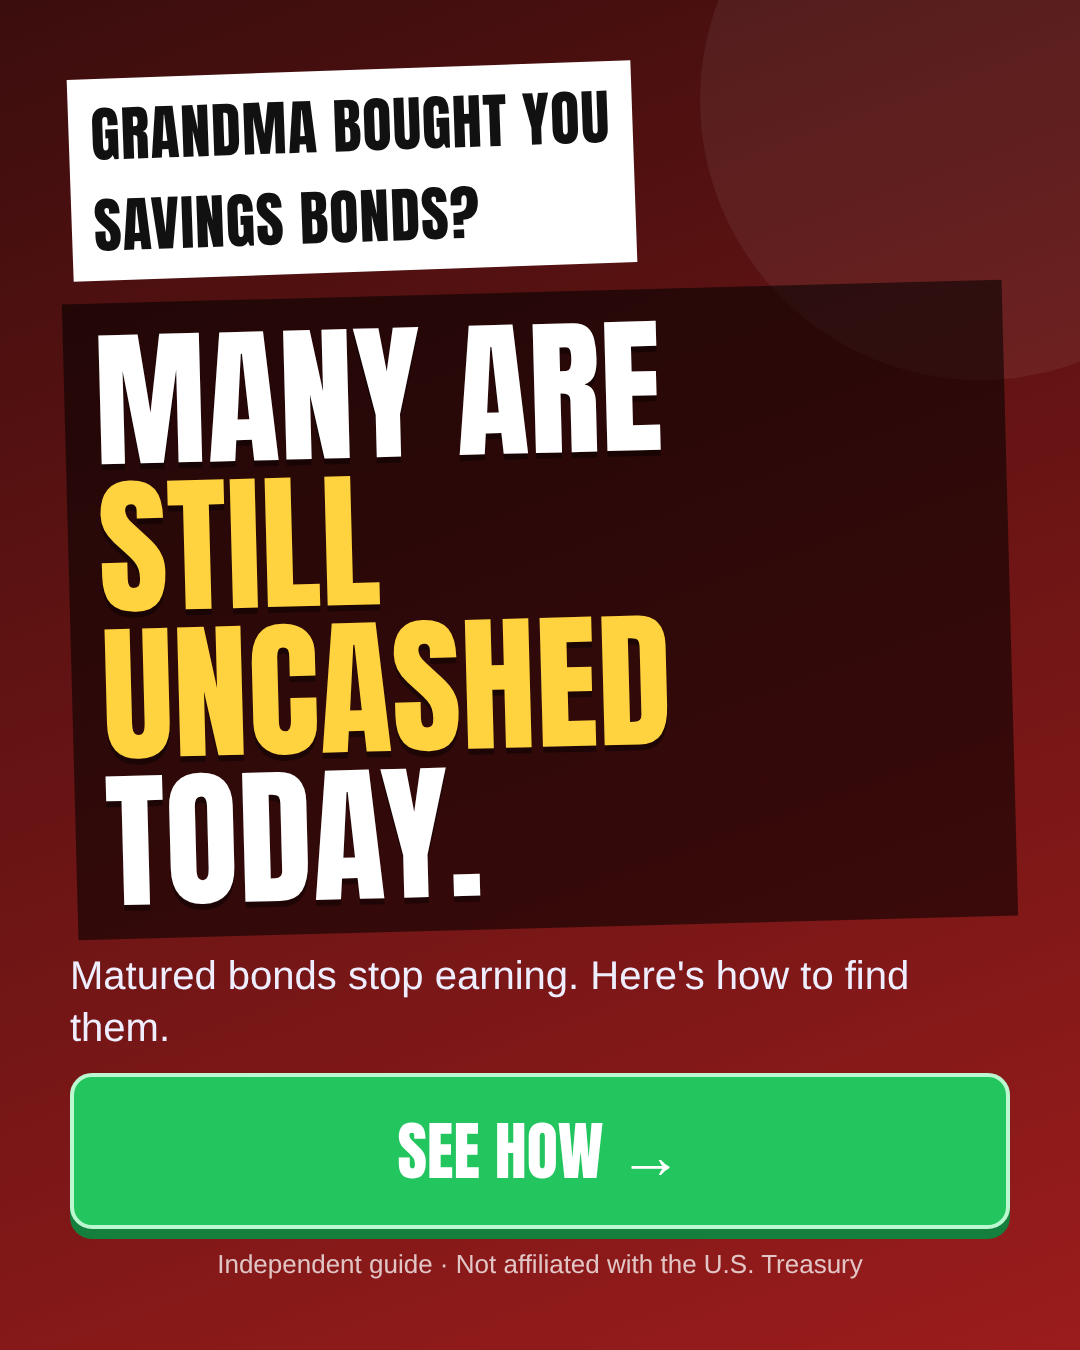 GRANDMA BOUGHT YOU
SAVINGS BONDS?
MANY ARE
STILL
UNCASHED
TODAY.
Matured bonds stop earning. Here's how to find
them.
SEE HOW →
Independent guide · Not affiliated with the U.S. Treasury